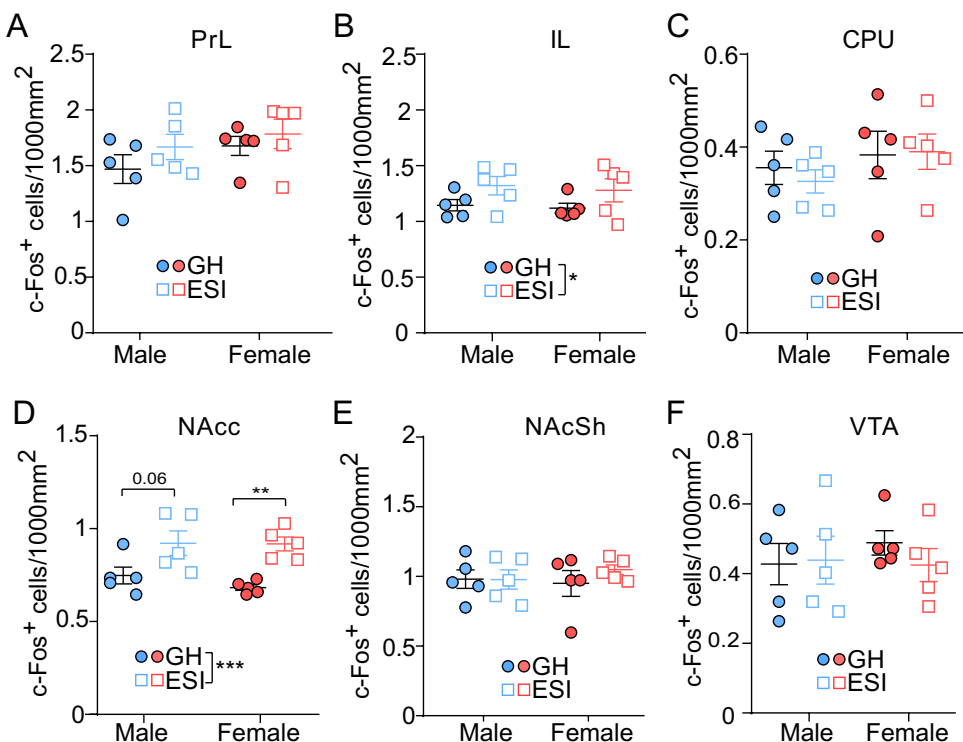 A
PrL
c-Fos+ cells/1000mm2
2.5
2
1.5
1
1.5
0
GH
ESI
Male Female
B
IL
c-Fos+ cells/1000mm2
2.5
2
1.5
1
1.5
0
GH
ESI
*
Male Female
C
CPU
c-Fos+ cells/1000mm2
0.6
0.4
0.4
0
GH
ESI
Male Female
D
NAcc
c-Fos+ cells/1000mm2
1.5
1
0.5
0
0.06
**
GH
ESI
***
Male Female
E
NAcSh
c-Fos+ cells/1000mm2
2
1.5
1
0.5
0
GH
ESI
Male Female
F
VTA
c-Fos+ cells/1000mm2
0.8
0.6
0.4
0.4
0
GH
ESI
Male Female